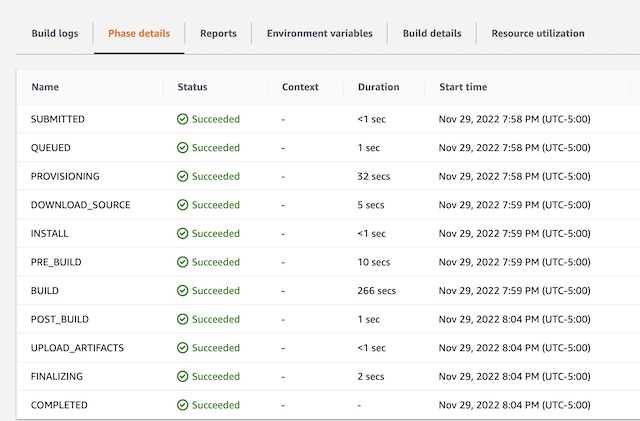 Build logs Phase details Reports Environment variables Build details Resource utilization
Name Status Context Duration Start time
SUBMITTED Succeeded - <1 sec Nov 29, 2022 7:58 PM (UTC-5:00)
QUEUED Succeeded - 1 sec Nov 29, 2022 7:58 PM (UTC-5:00)
PROVISIONING Succeeded - 32 secs Nov 29, 2022 7:58 PM (UTC-5:00)
DOWNLOAD_SOURCE Succeeded - 5 secs Nov 29, 2022 7:59 PM (UTC-5:00)
INSTALL Succeeded - <1 sec Nov 29, 2022 7:59 PM (UTC-5:00)
PRE_BUILD Succeeded - 10 secs Nov 29, 2022 7:59 PM (UTC-5:00)
BUILD Succeeded - 266 secs Nov 29, 2022 7:59 PM (UTC-5:00)
POST_BUILD Succeeded - 1 sec Nov 29, 2022 8:04 PM (UTC-5:00)
UPLOAD_ARTIFACTS Succeeded - <1 sec Nov 29, 2022 8:04 PM (UTC-5:00)
FINALIZING Succeeded - 2 secs Nov 29, 2022 8:04 PM (UTC-5:00)
COMPLETED Succeeded - - Nov 29, 2022 8:04 PM (UTC-5:00)